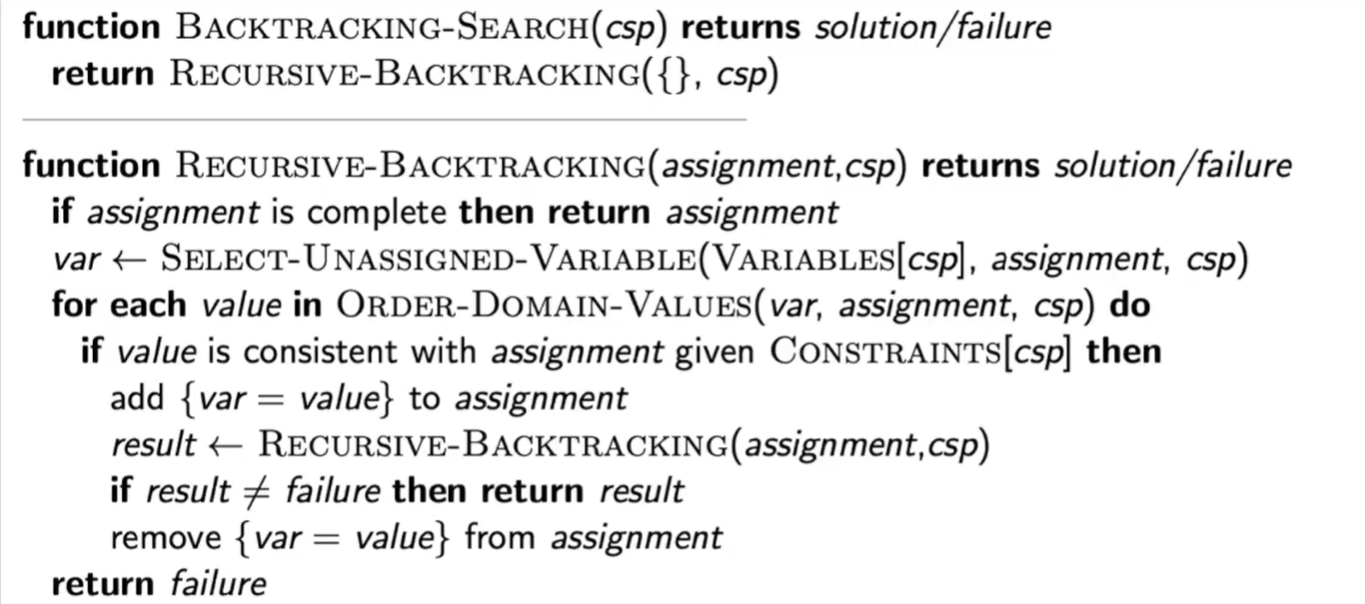 function BACKTRACKING-SEARCH(csp) returns solution/failure
return RECURSIVE-BACKTRACKING({}, csp)
function RECURSIVE-BACKTRACKING(assignment,csp) returns solution/failure
if assignment is complete then return assignment
var ← SELECT-UNASSIGNED-VARIABLE(VARIABLES[csp], assignment, csp)
for each value in ORDER-DOMAIN-VALUES(var, assignment, csp) do
if value is consistent with assignment given CONSTRAINTS[csp] then
add {var = value} to assignment
result ← RECURSIVE-BACKTRACKING(assignment,csp)
if result ≠ failure then return result
remove {var = value} from assignment
return failure